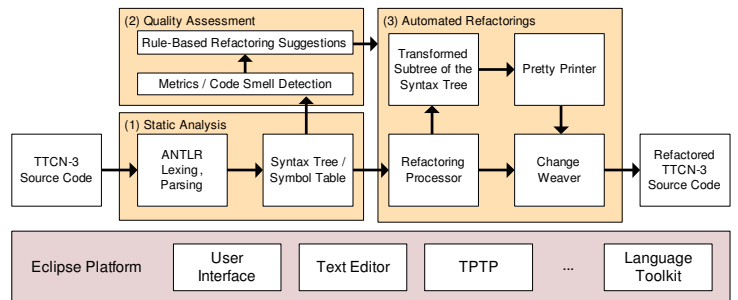 (2) Quality Assessment
Rule-Based Refactoring Suggestions
Metrics / Code Smell Detection
(1) Static Analysis
TTCN-3
Source Code
ANTLR
Lexing,
Parsing
Syntax Tree /
Symbol Table
(3) Automated Refactorings
Transformed
Subtree of the
Syntax Tree
Pretty Printer
Refactoring
Processor
Change
Weaver
Refactored
TTCN-3
Source Code
Eclipse Platform
User
Interface
Text Editor
TPTP
...
Language
Toolkit